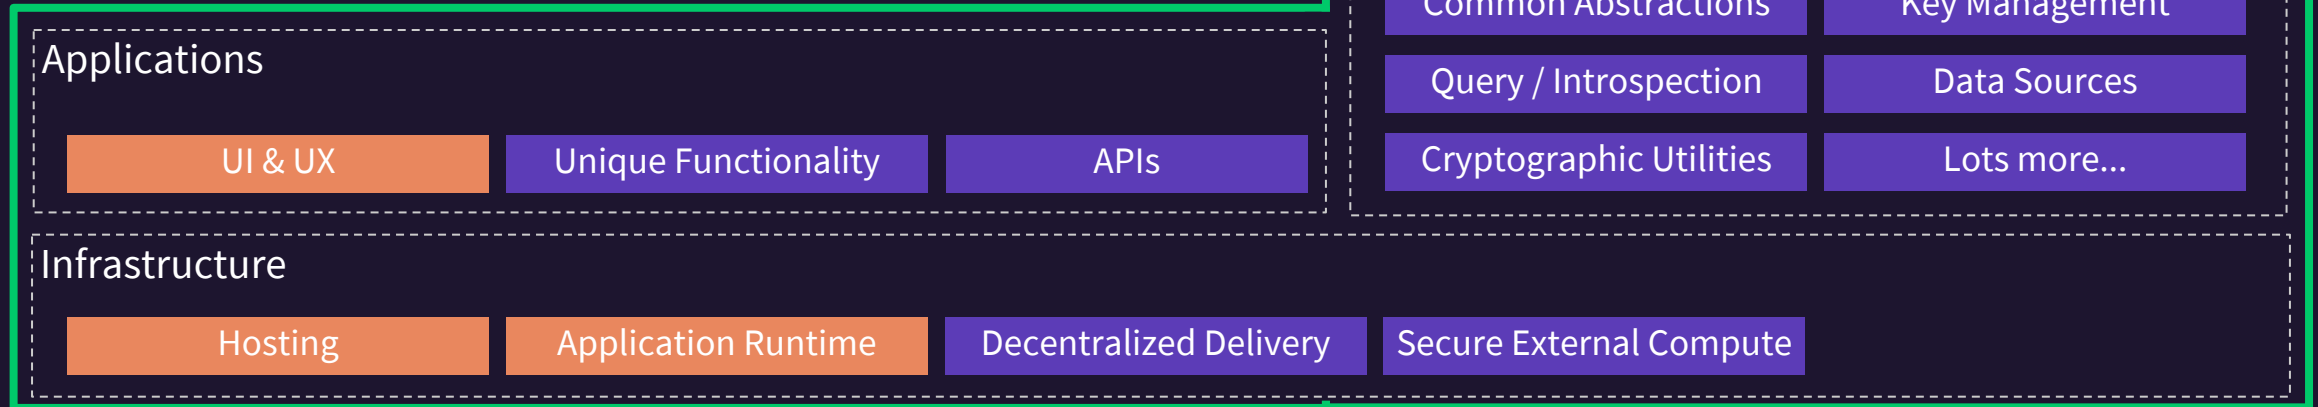 Common Abstractions
Key Management
Query / Introspection
Data Sources
Cryptographic Utilities
Lots more...
Applications
UI & UX
Unique Functionality
APIs
Infrastructure
Hosting
Application Runtime
Decentralized Delivery
Secure External Compute